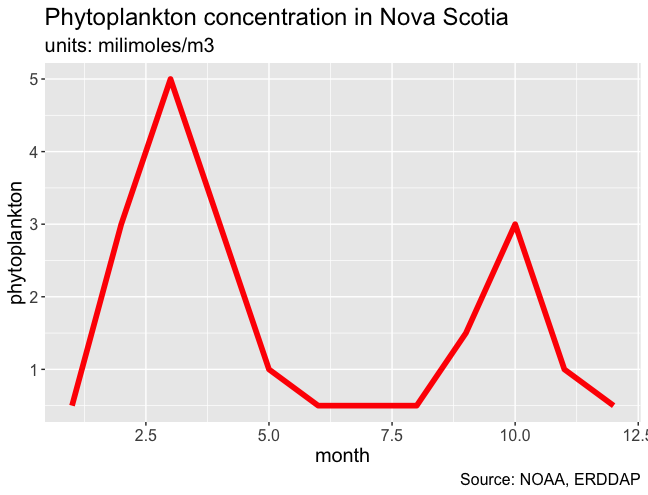 Phytoplankton concentration in Nova Scotia
units: milimoles/m3
5
4
3
2
1
phytoplankton
2.5 5.0 7.5 10.0 12.5
month
Source: NOAA, ERDDAP